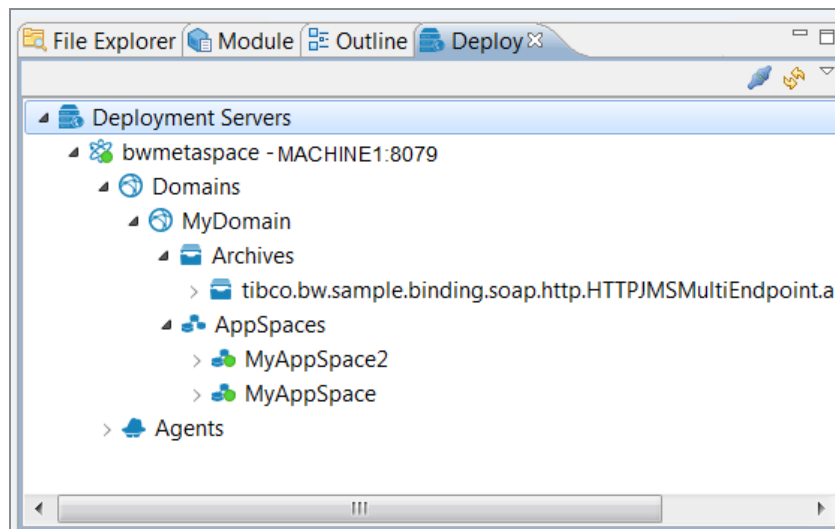 File Explorer Module Outline Deploy
Deployment Servers
bwmetaspace - MACHINE1:8079
Domains
MyDomain
Archives
tibco.bw.sample.binding.soap.http.HTTPJMSMultiEndpoint.a
AppSpaces
MyAppSpace2
MyAppSpace
Agents